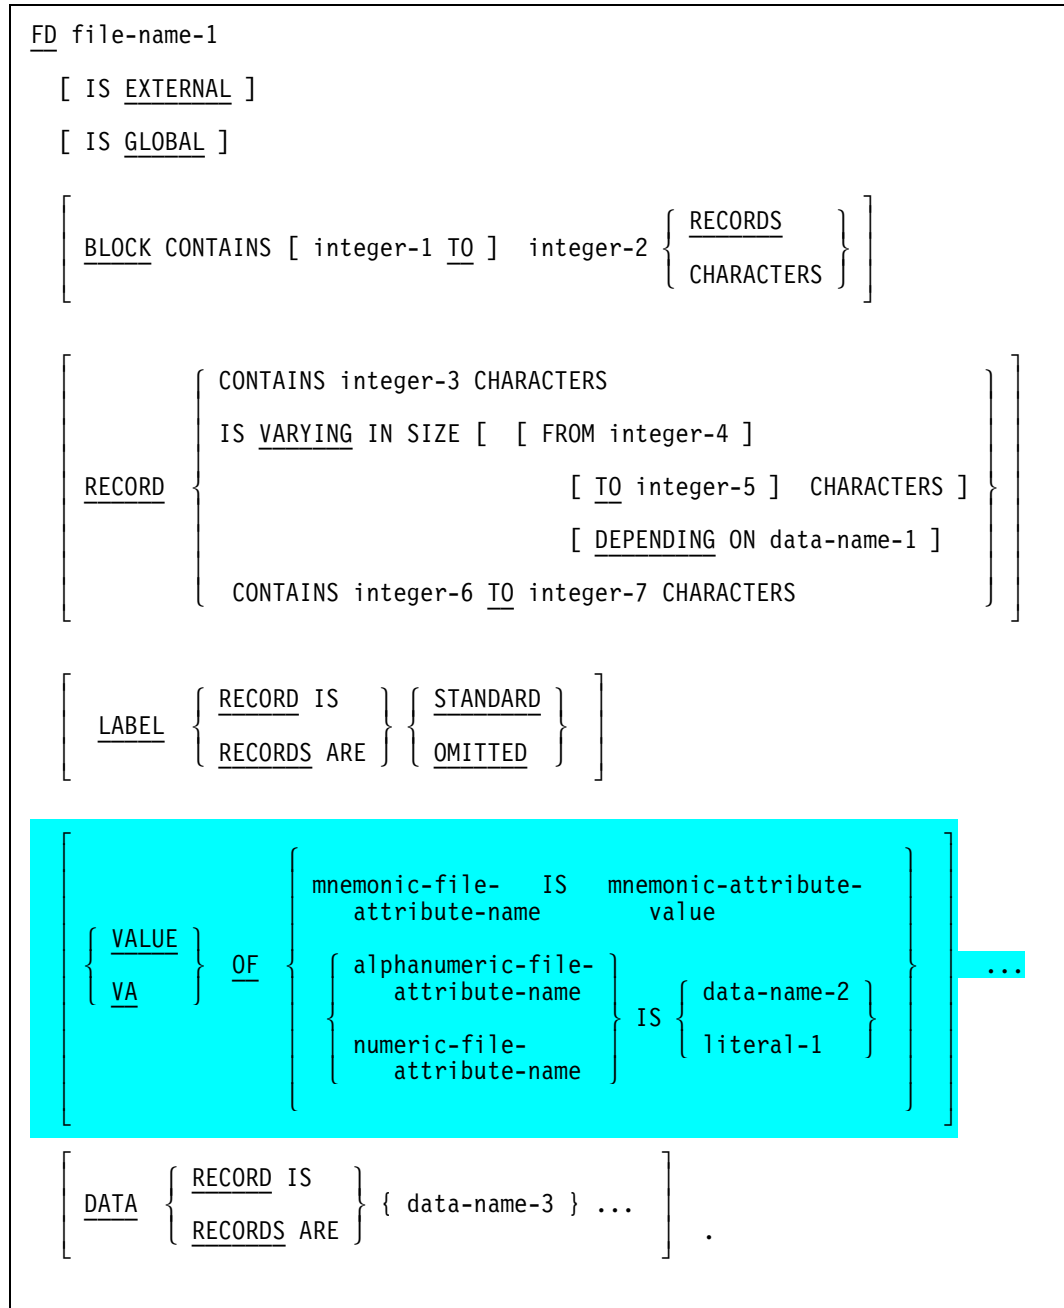 FD file-name-1
[ IS EXTERNAL ]
[ IS GLOBAL ]
RECORDS
BLOCK CONTAINS [ integer-1 TO ] integer-2
CHARACTERS
CONTAINS integer-3 CHARACTERS
IS VARYING IN SIZE [ [ FROM integer-4 ]
RECORD [ TO integer-5 ] CHARACTERS ]
[ DEPENDING ON data-name-1 ]
CONTAINS integer-6 TO integer-7 CHARACTERS
RECORD IS STANDARD
LABEL
RECORDS ARE OMITTED
mnemonic-file- IS mnemonic-attribute-
attribute-name value
VALUE
OF
VA
alphanumeric-file-
attribute-name data-name-2
IS
numeric-file- literal-1
attribute-name
...
RECORD IS
DATA { data-name-3 } ...
RECORDS ARE .